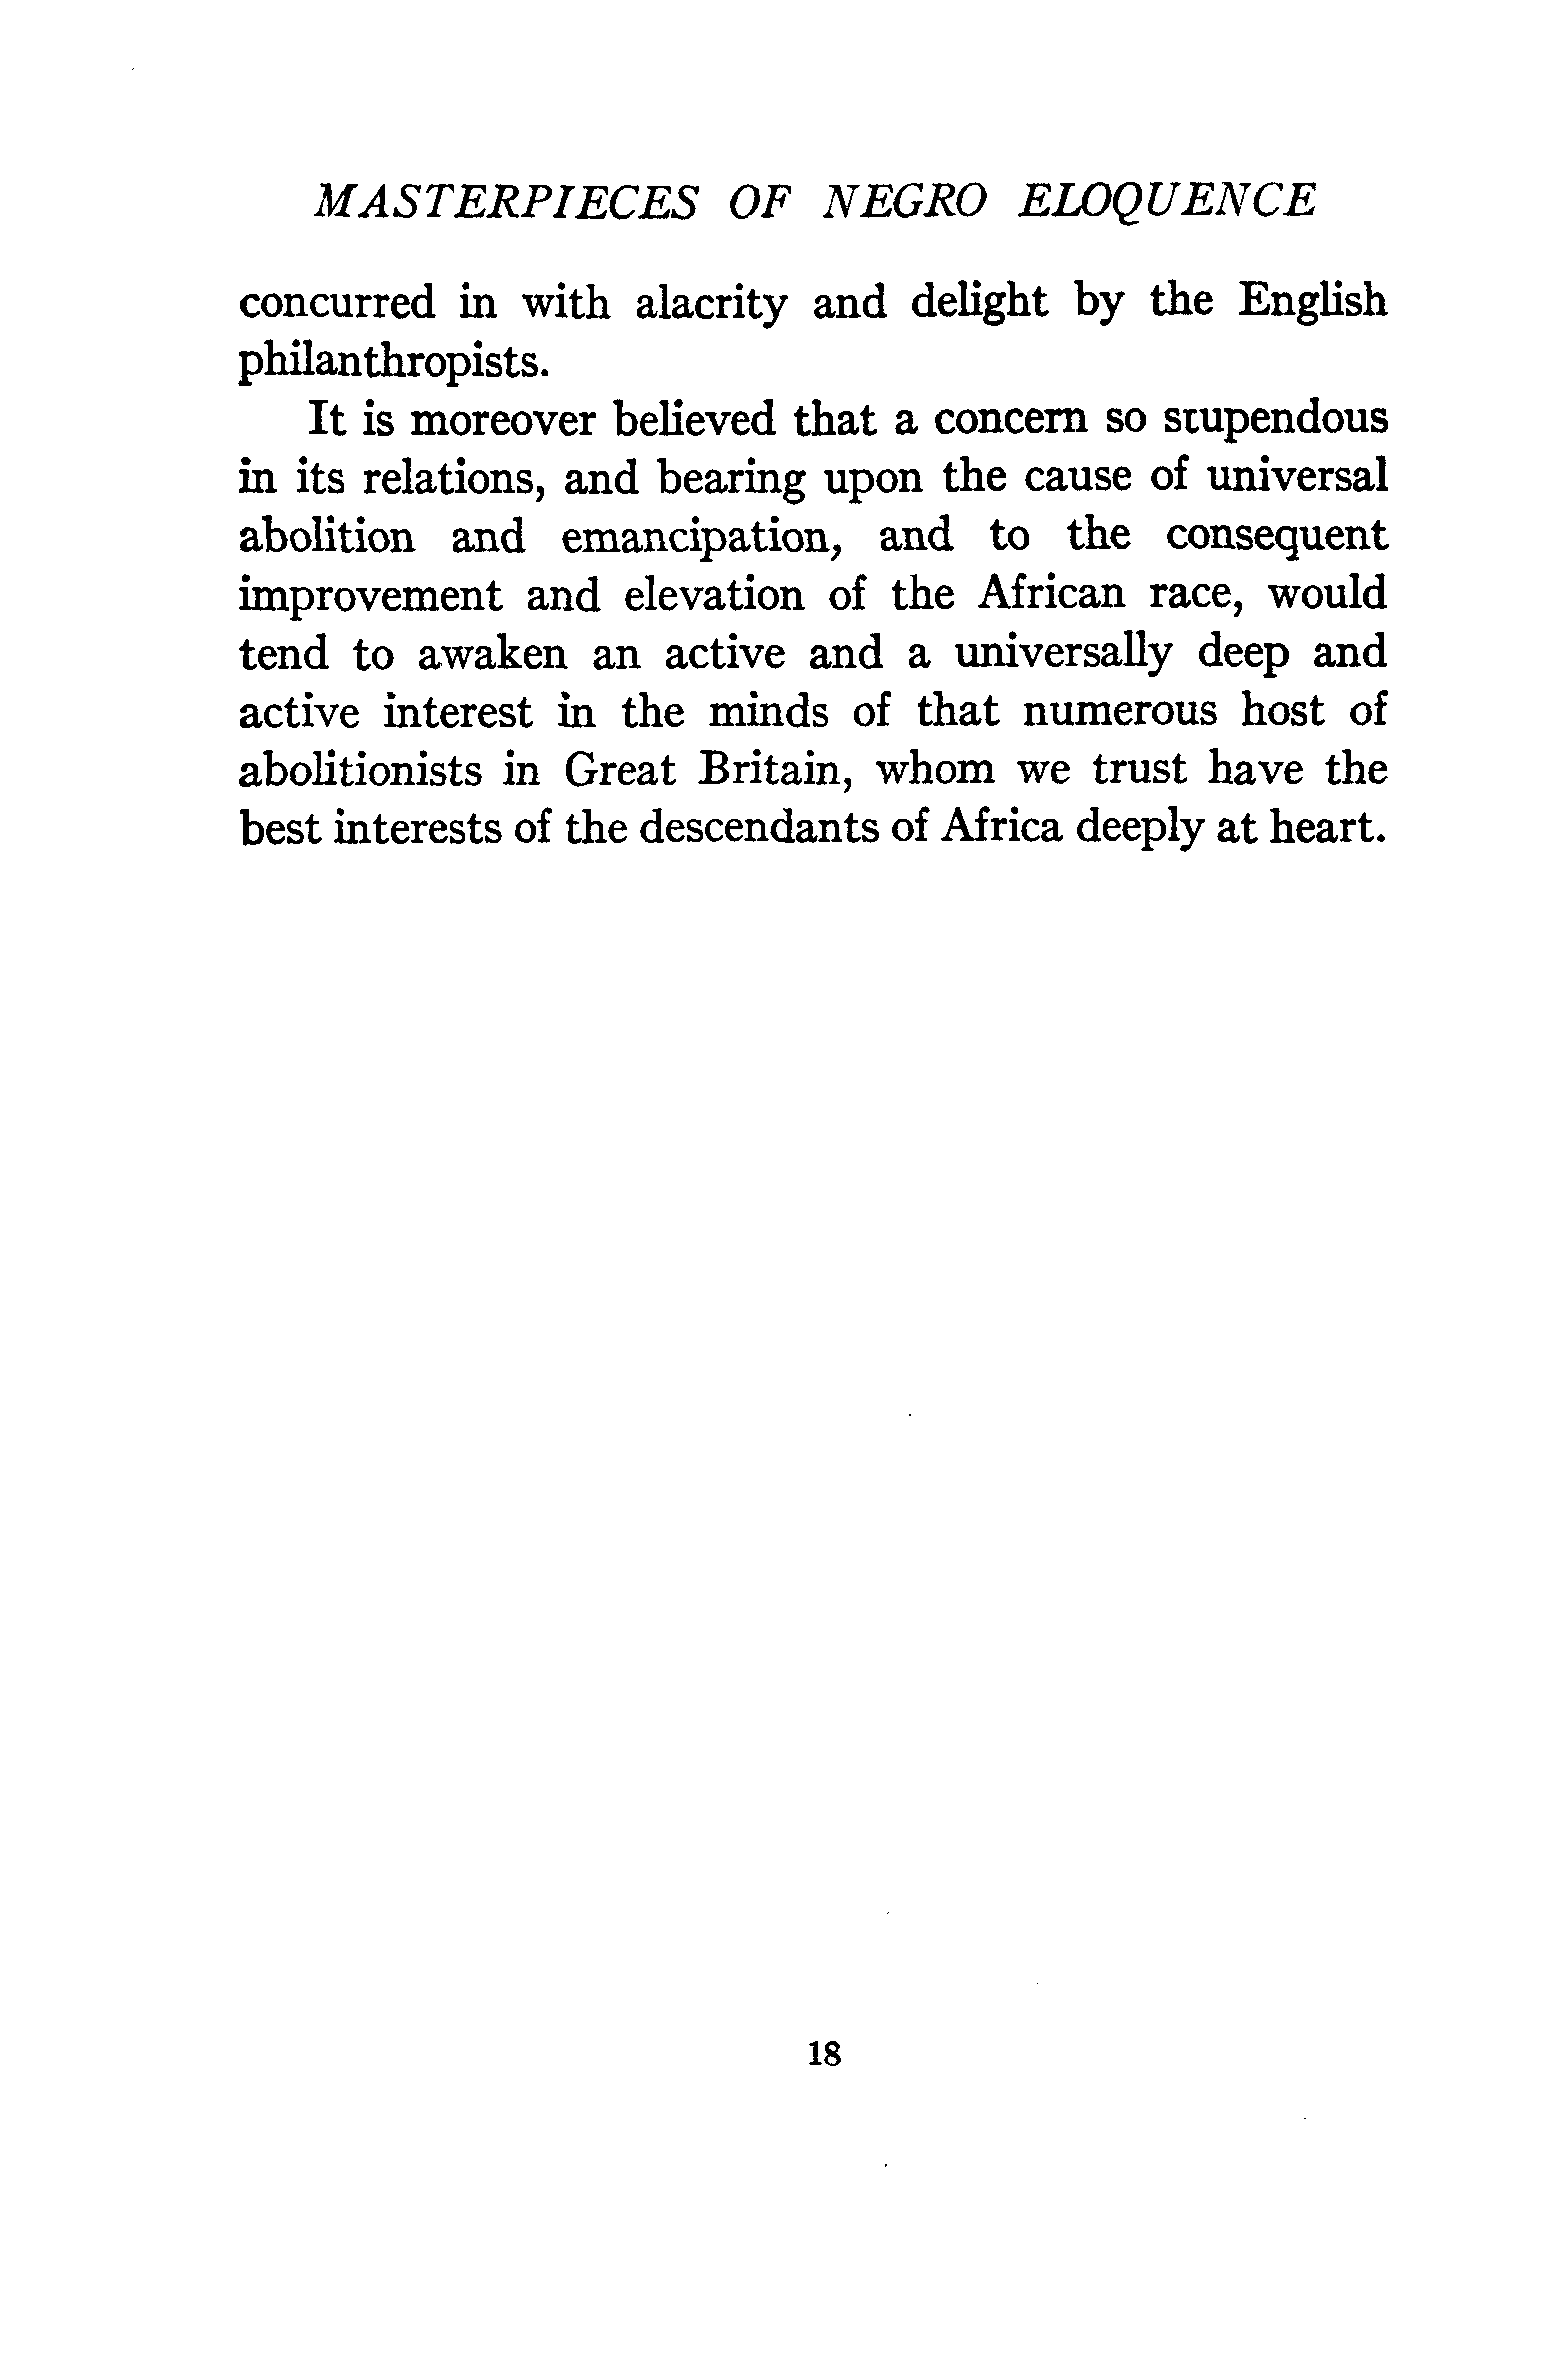 MASTERPIECES OF NEGRO ELOQUENCE
concurred in with alacrity and delight by the English
philanthropists.
It is moreover believed that a concern so stupendous
in its relations, and bearing upon the cause of universal
abolition and emancipation, and to the consequent
improvement and elevation of the African race, would
tend to awaken an active and a universally deep and
active interest in the minds of that numerous host of
abolitionists in Great Britain, whom we trust have the
best interests of the descendants of Africa deeply at heart.
18